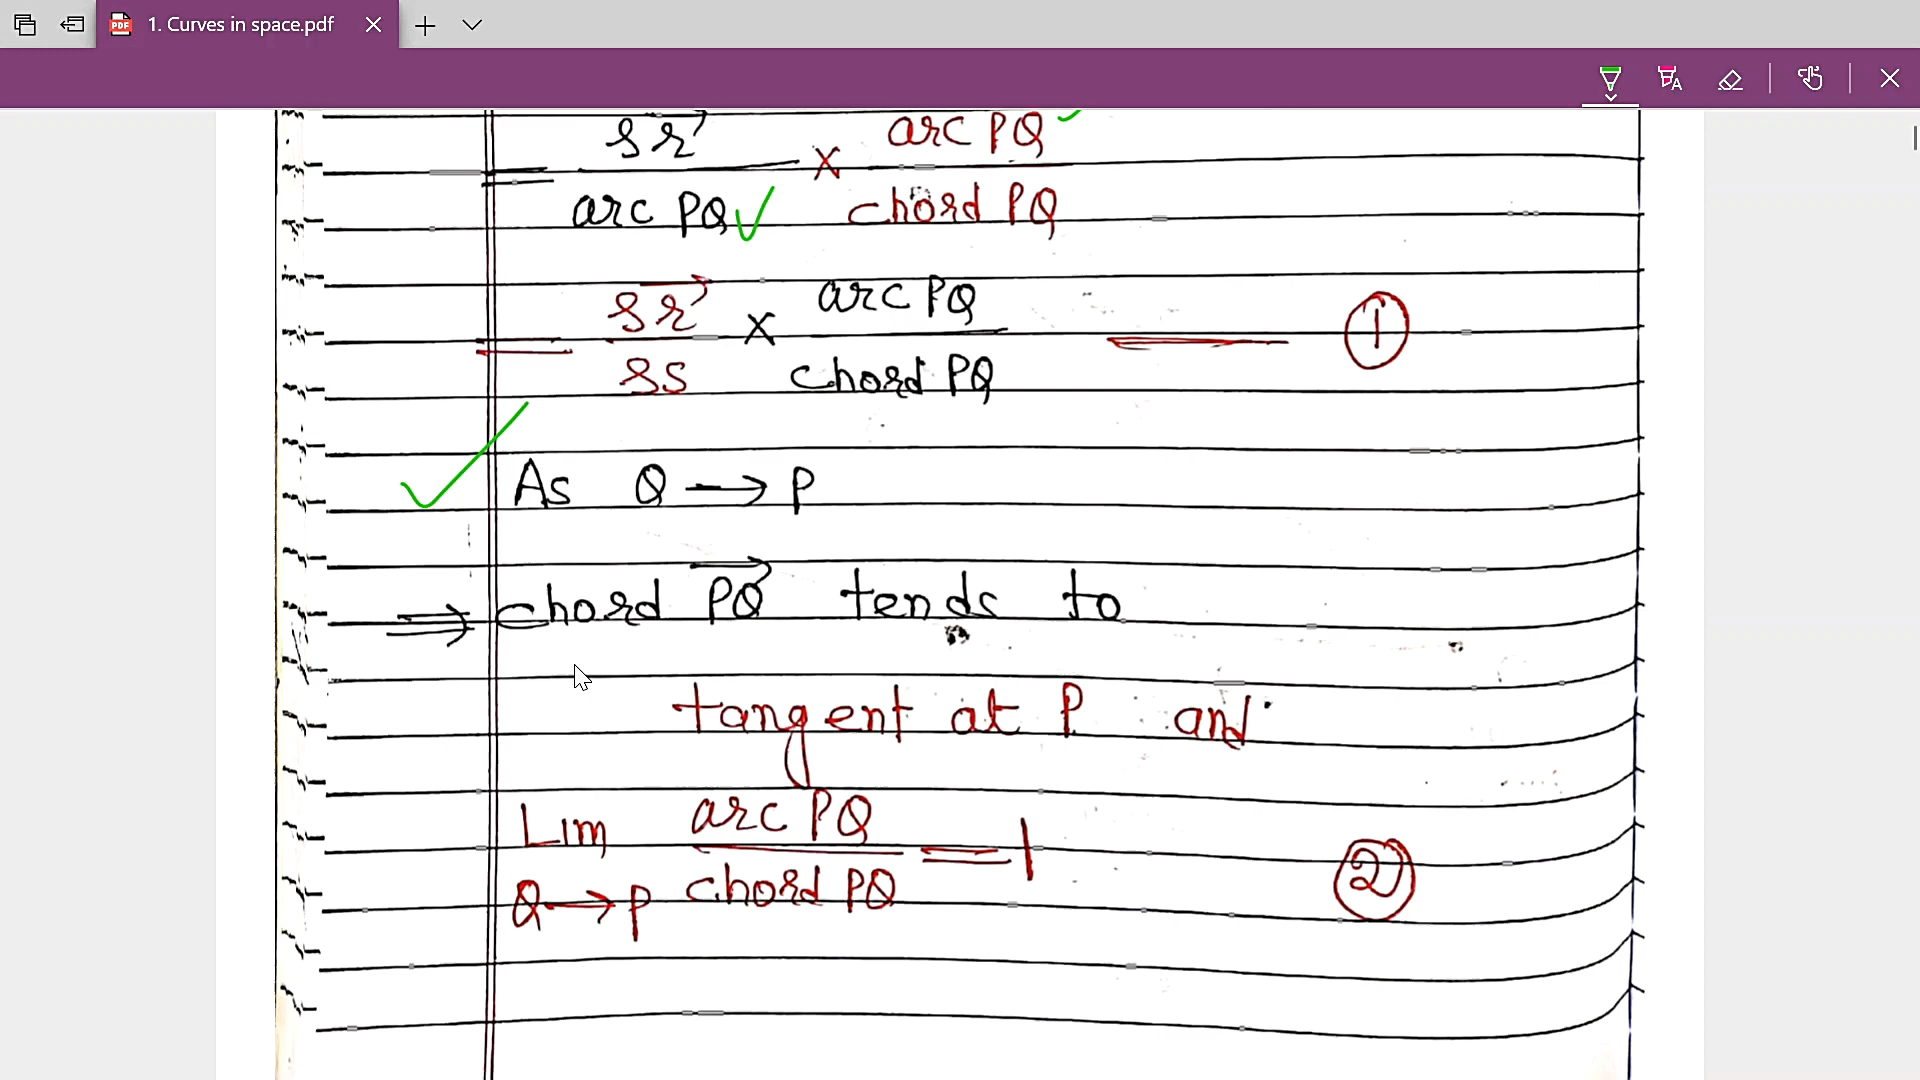 1. Curves in space.pdf
= δr⃗ / arc PQ × arc PQ / chord PQ
= δr⃗ / δs × arc PQ / chord PQ — ①
As Q → P
⇒ chord P⃗Q⃗ tends to
tangent at P and
Lim Q→P arc PQ / chord PQ = 1 ②